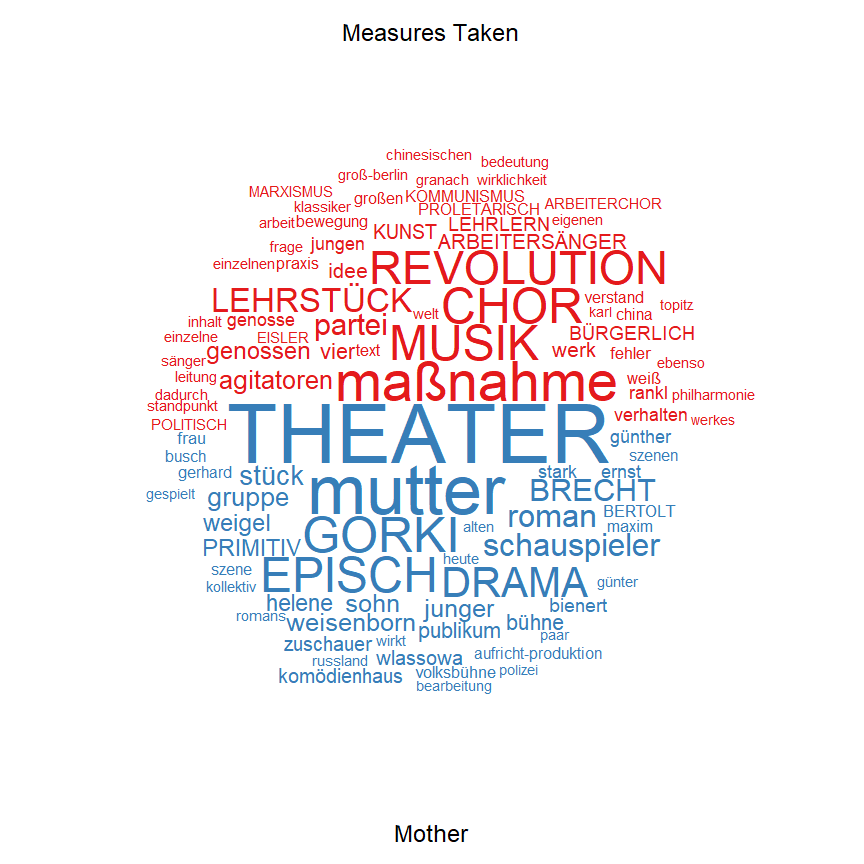 Measures Taken
chinesischen
bedeutung
groß-berlin granach wirklichkeit
MARXISMUS großen KOMMUNISMUS
klassiker PROLETARISCH ARBEITERCHOR
arbeit bewegung KUNST LEHRLERN eigenen
frage jungen ARBEITERSÄNGER
einzelnen praxis idee REVOLUTION
LEHRSTÜCK CHOR verstand topitz
inhalt genosse partei welt karl china
einzelne EISLER MUSIK BÜRGERLICH
genossen vier text werk fehler
sänger ebenso
leitung agitatoren maßnahme weiß
dadurch rankl philharmonie
standpunkt verhalten werkes
POLITISCH THEATER
frau günther
busch szenen
gerhard stück stark ernst
gespielt gruppe mutter BRECHT
weigel roman BERTOLT
GORKI alten maxim
PRIMITIV schauspieler
szene heute
kollektiv EPISCH DRAMA günter
helene sohn junger bienert
romans weisenborn publikum bühne
zuschauer wirkt paar
russland wlassowa aufricht-produktion
komödienhaus volksbühne polizei
bearbeitung
Mother